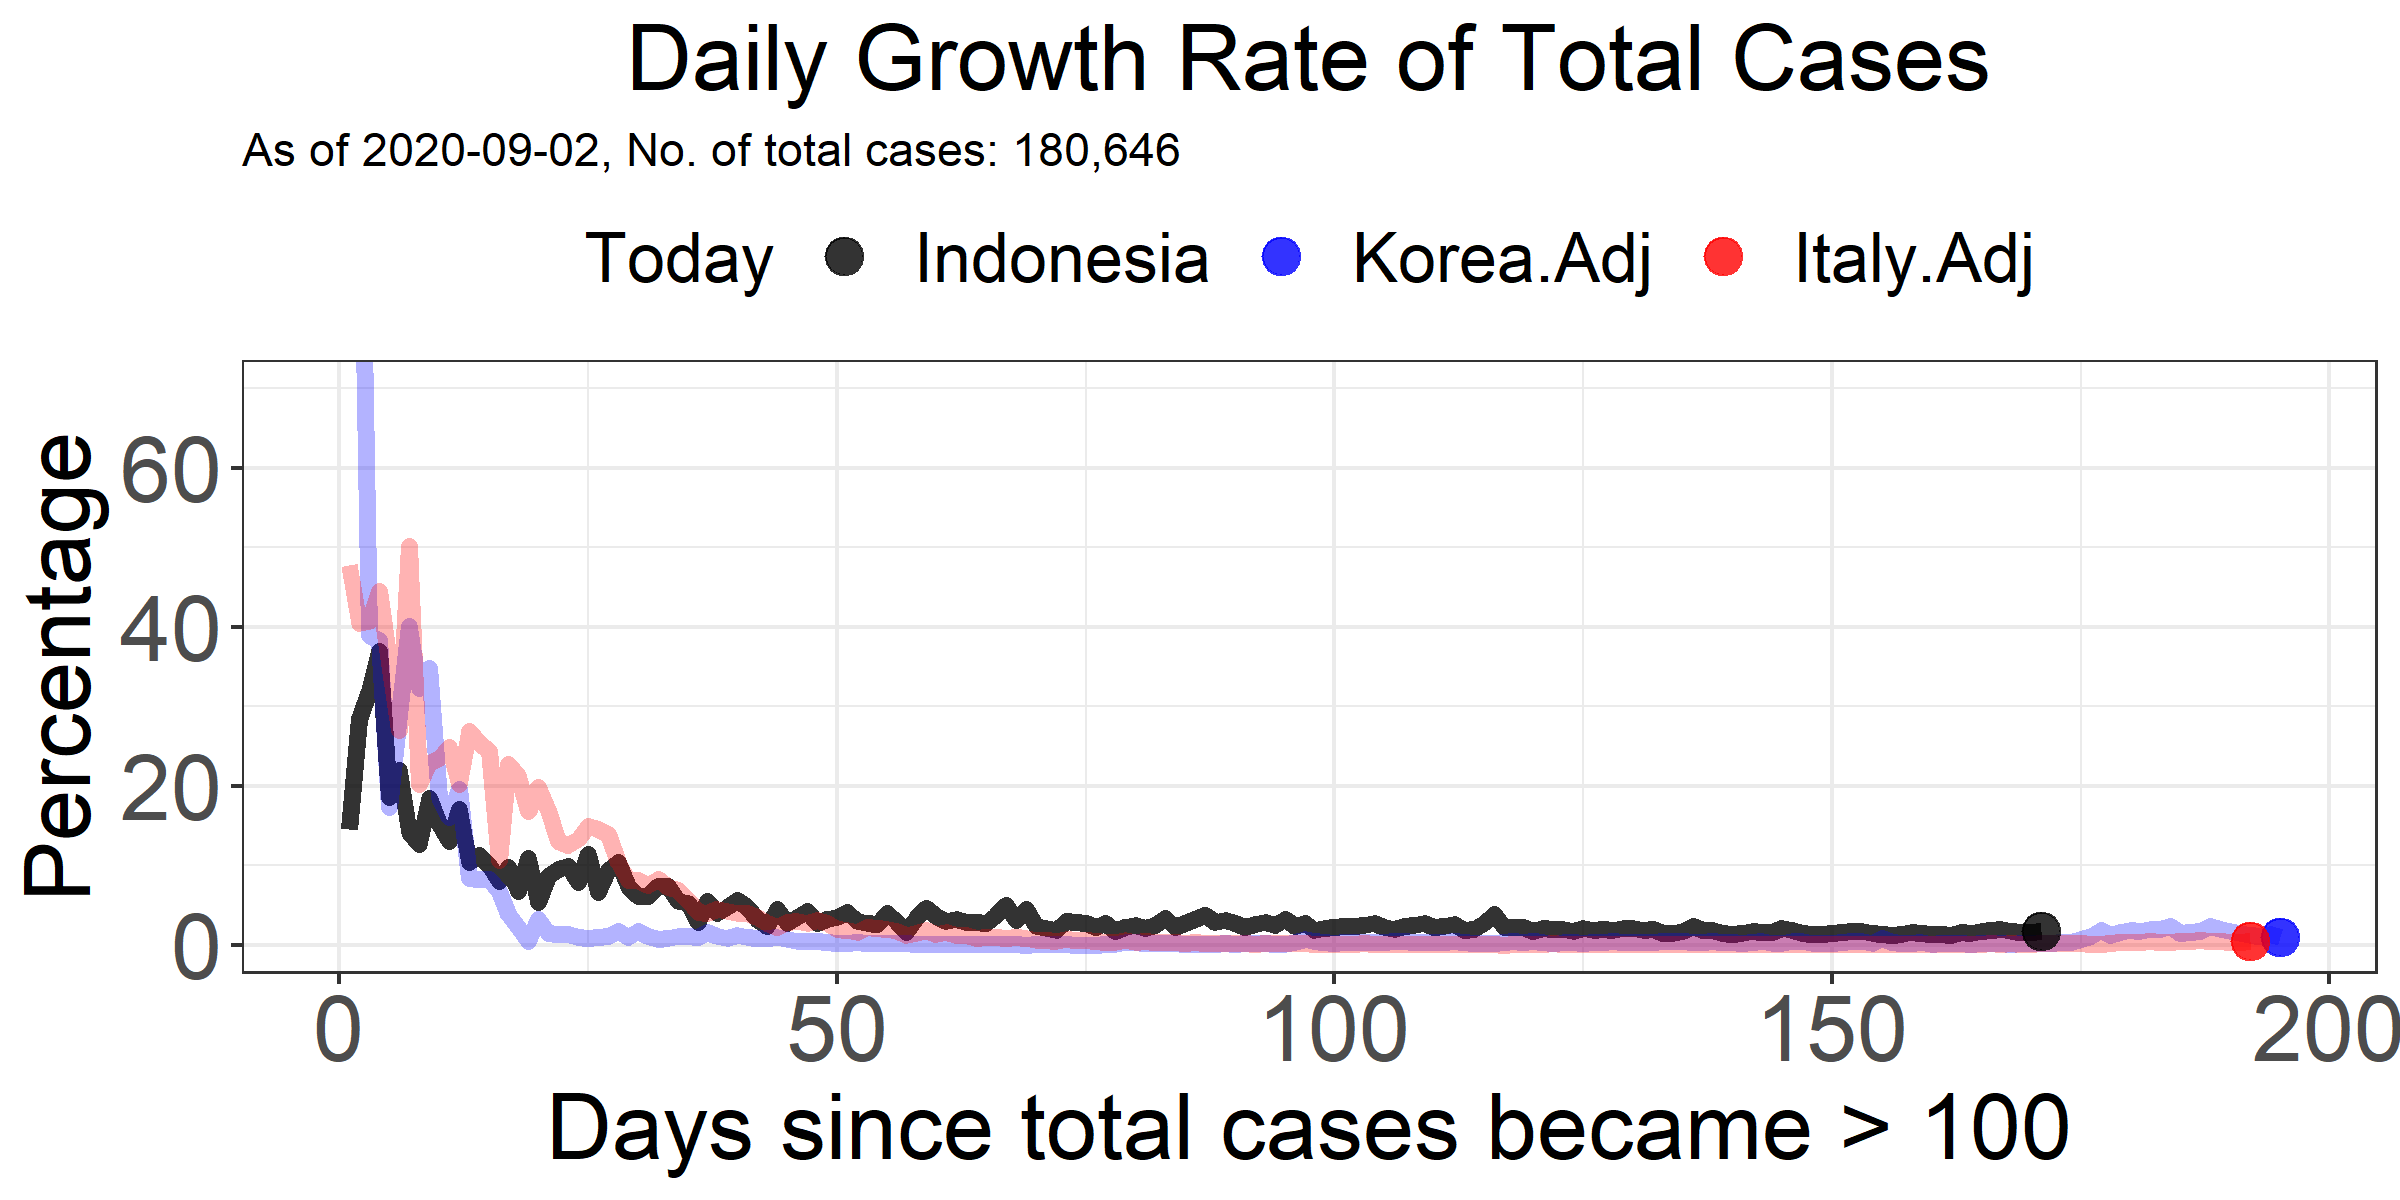 Daily Growth Rate of Total Cases
As of 2020-09-02, No. of total cases: 180,646
Today Indonesia Korea.Adj Italy.Adj
Percentage
60
40
20
0
0 50 100 150 200
Days since total cases became > 100